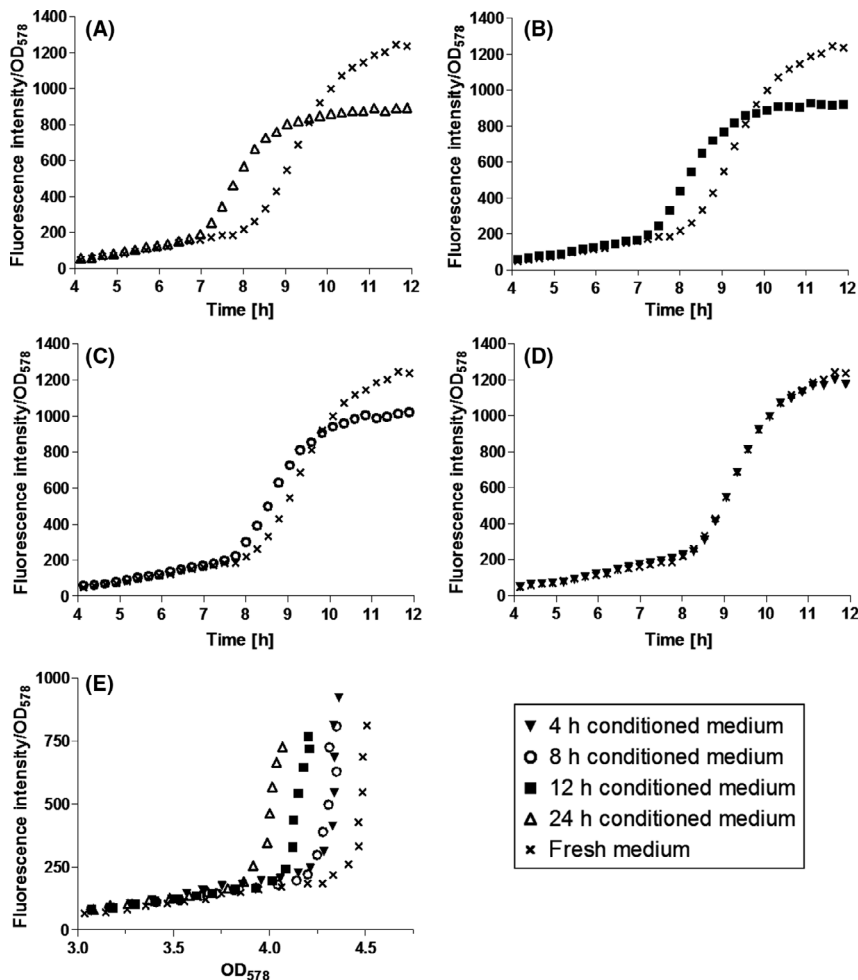 (A)
Fluorescence intensity/OD578
1400
1200
1000
800
600
400
200
0
4 5 6 7 8 9 10 11 12
Time [h]
(B)
Fluorescence intensity/OD578
1400
1200
1000
800
600
400
200
0
4 5 6 7 8 9 10 11 12
Time [h]
(C)
Fluorescence intensity/OD578
1400
1200
1000
800
600
400
200
0
4 5 6 7 8 9 10 11 12
Time [h]
(D)
Fluorescence intensity/OD578
1400
1200
1000
800
600
400
200
0
4 5 6 7 8 9 10 11 12
Time [h]
(E)
Fluorescence intensity/OD578
1000
750
500
250
0
3.0 3.5 4.0 4.5
OD578
4 h conditioned medium
8 h conditioned medium
12 h conditioned medium
24 h conditioned medium
Fresh medium